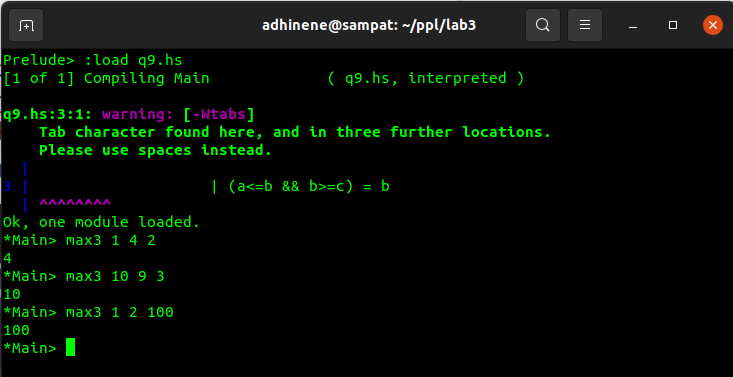 adhinene@sampat: ~/ppl/lab3
Prelude> :load q9.hs
[1 of 1] Compiling Main             ( q9.hs, interpreted )
q9.hs:3:1: warning: [-Wtabs]
    Tab character found here, and in three further locations.
    Please use spaces instead.
  |
3 |                     | (a<=b && b>=c) = b
  | ^^^^^^^^
Ok, one module loaded.
*Main> max3 1 4 2
4
*Main> max3 10 9 3
10
*Main> max3 1 2 100
100
*Main>